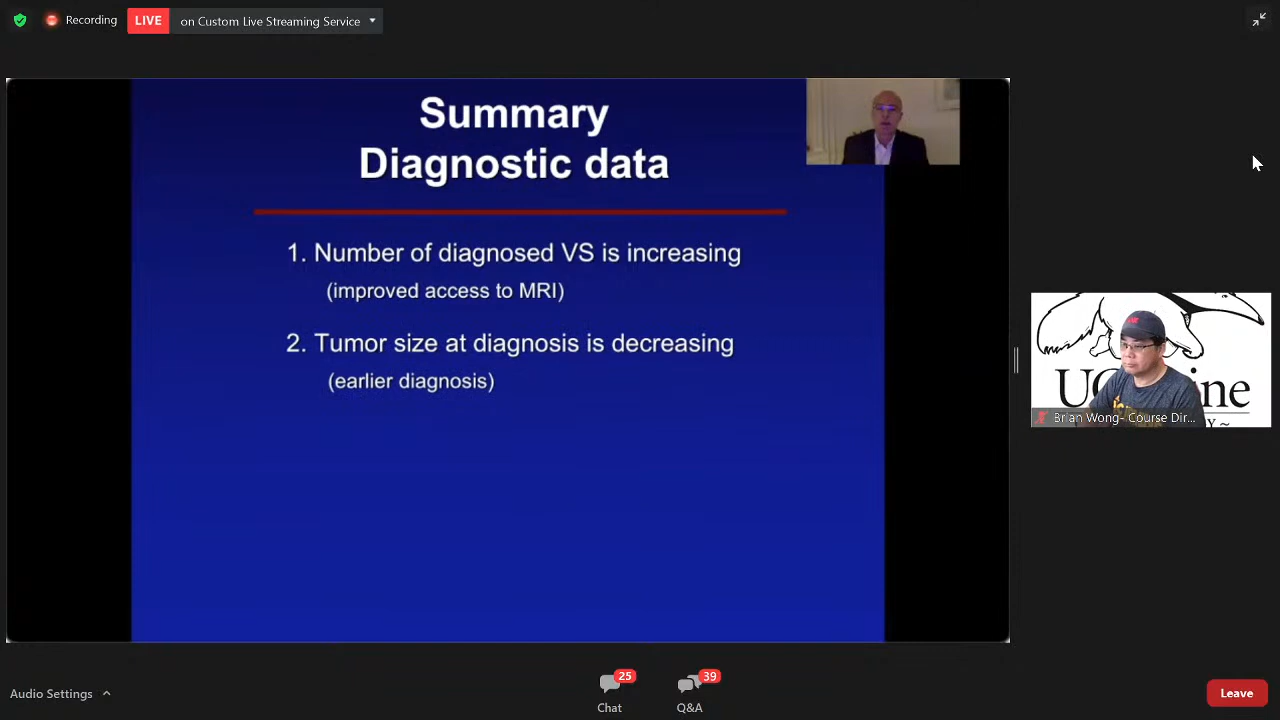 Recording
LIVE
on Custom Live Streaming Service
Summary
Diagnostic data
1. Number of diagnosed VS is increasing
(improved access to MRI)
2. Tumor size at diagnosis is decreasing
(earlier diagnosis)
UC
ine
Brian Wong- Course Dir...
Y~
Audio Settings
25
Chat
39
Q&A
Leave